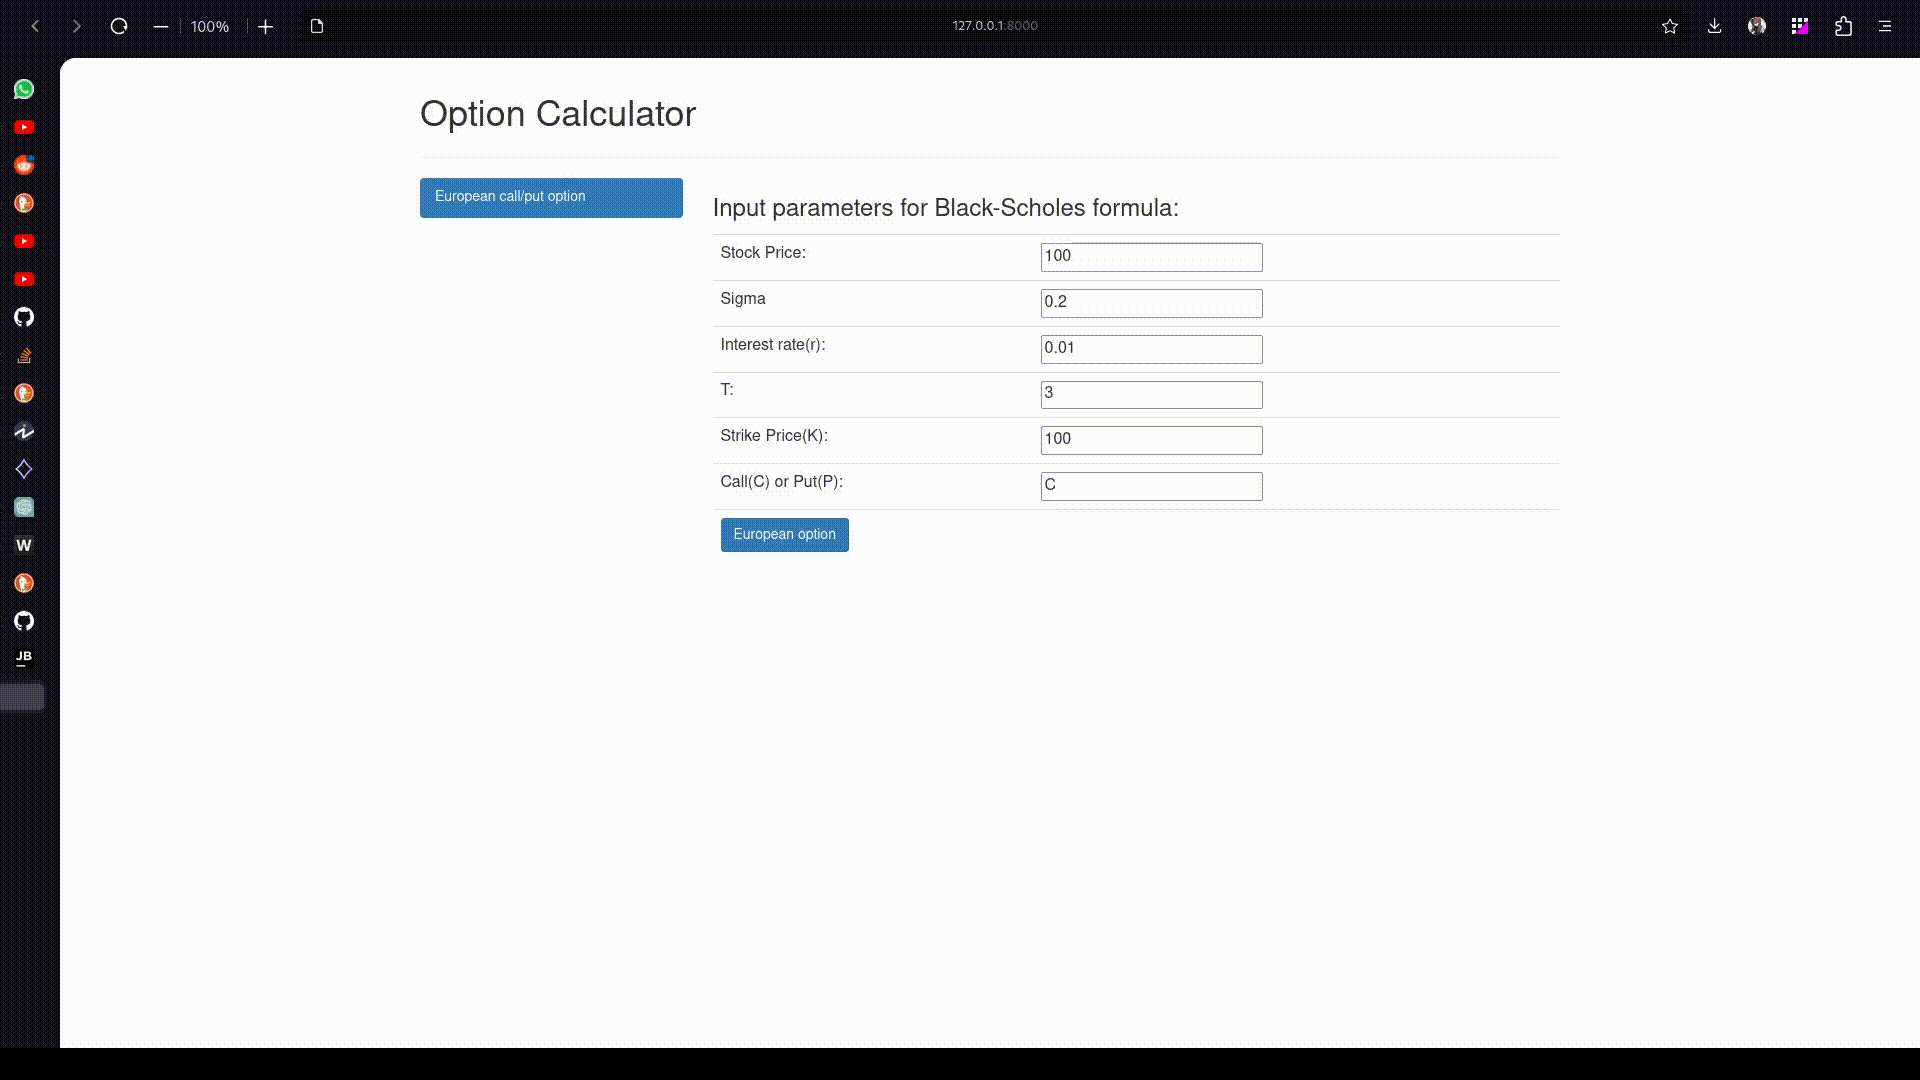 100%
127.0.0.1:8000
Option Calculator
European call/put option
Input parameters for Black-Scholes formula:
Stock Price: 100
Sigma 0.2
Interest rate(r): 0.01
T: 3
Strike Price(K): 100
Call(C) or Put(P): C
European option
W
JB